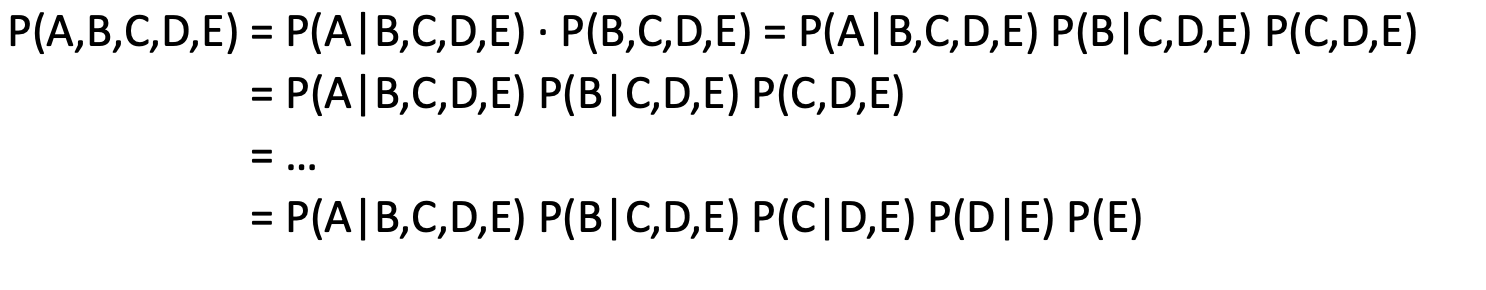 P(A,B,C,D,E) = P(A|B,C,D,E) · P(B,C,D,E) = P(A|B,C,D,E) P(B|C,D,E) P(C,D,E)
= P(A|B,C,D,E) P(B|C,D,E) P(C,D,E)
= ...
= P(A|B,C,D,E) P(B|C,D,E) P(C|D,E) P(D|E) P(E)